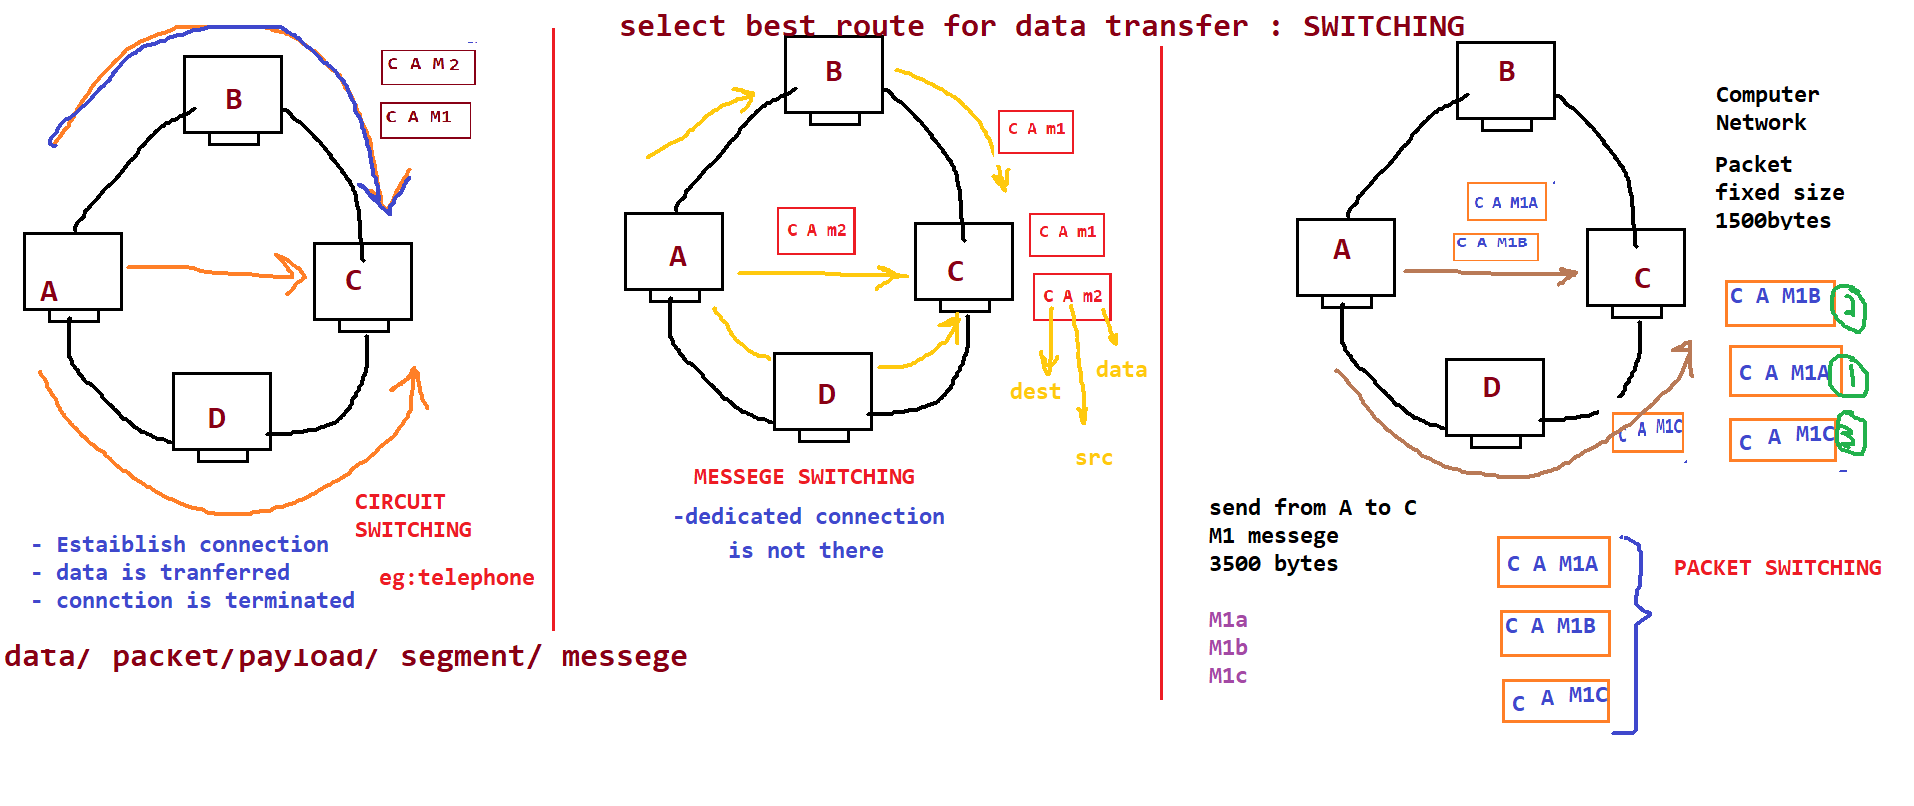 select best route for data transfer : SWITCHING
B
C A M2
C A M1
A
C
D
CIRCUIT
SWITCHING
- Estaiblish connection
- data is tranferred
- connction is terminated
eg:telephone
data/ packet/payload/ segment/ messege
B
C A m1
A
C A m2
C
C A m1
C A m2
D
dest
data
src
MESSEGE SWITCHING
-dedicated connection
is not there
B
A
C A M1A
C A M1B
C
D
C A M1C
Computer
Network
Packet
fixed size
1500bytes
C A M1B 2
C A M1A 1
C A M1C 3
send from A to C
M1 messege
3500 bytes
M1a
M1b
M1c
C A M1A
C A M1B
C A M1C
PACKET SWITCHING